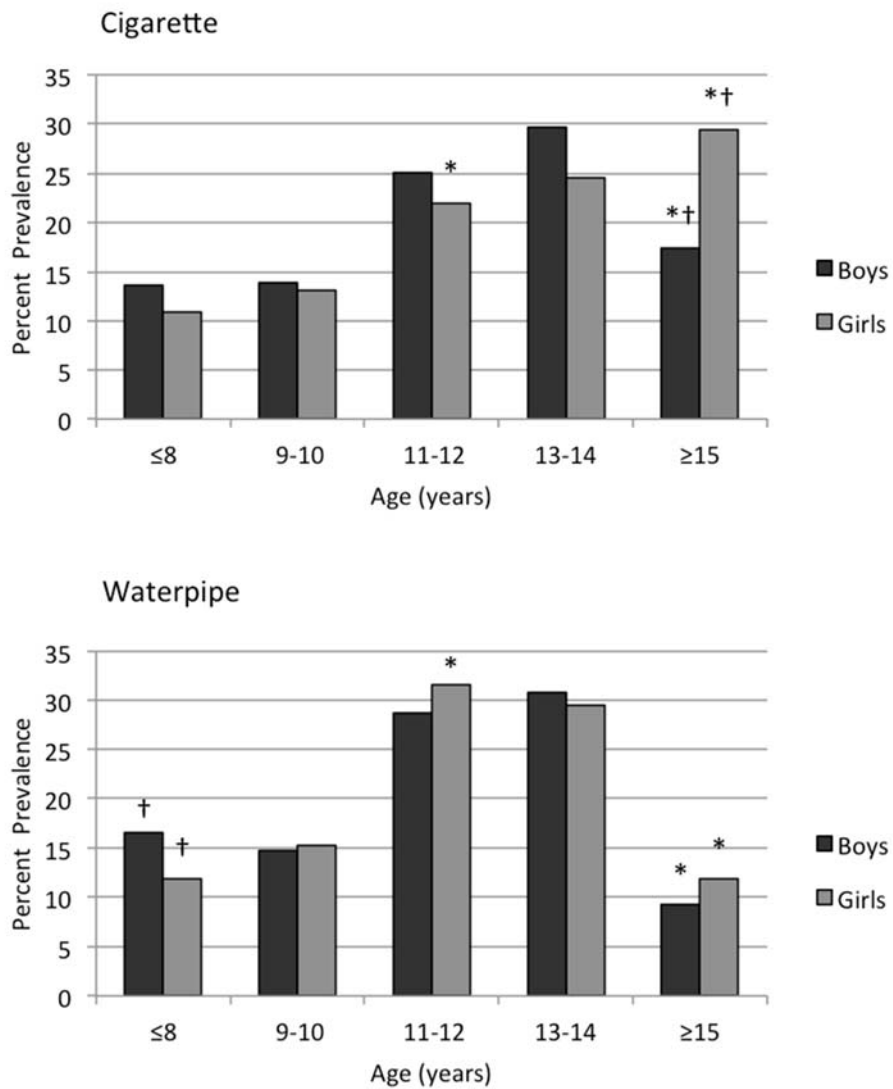 Cigarette
35
30
25
20
15
10
5
0
Percent Prevalence
*
*†
*†
≤8 9-10 11-12 13-14 ≥15
Age (years)
Boys
Girls
Waterpipe
35
30
25
20
15
10
5
0
Percent Prevalence
†
†
*
*
*
≤8 9-10 11-12 13-14 ≥15
Age (years)
Boys
Girls